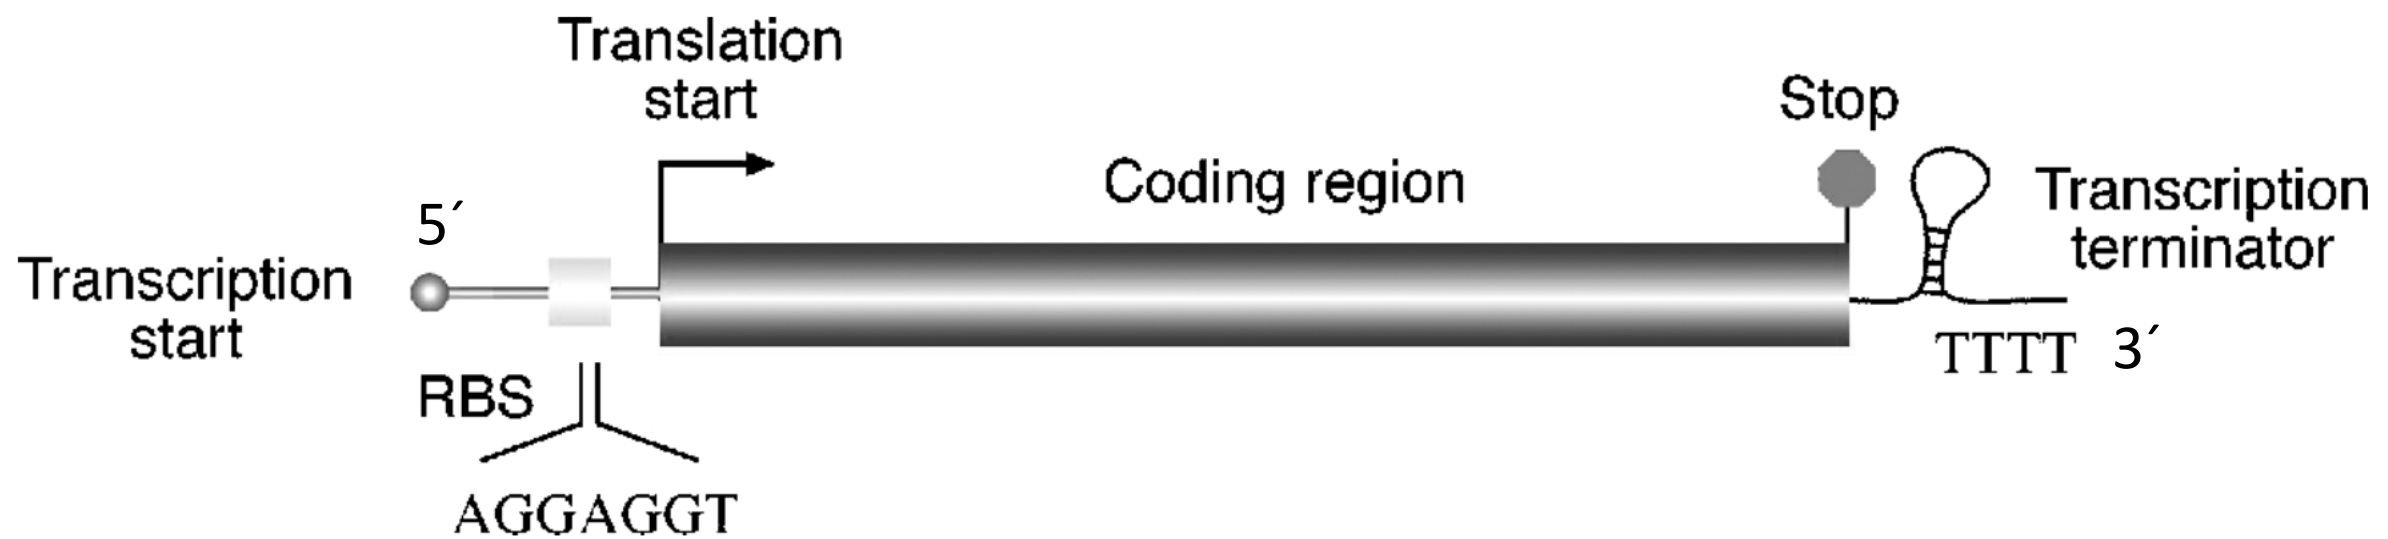 Translation
start
Stop
Coding region
Transcription
terminator
5´
Transcription
start
TTTT 3´
RBS
AGGAGGT